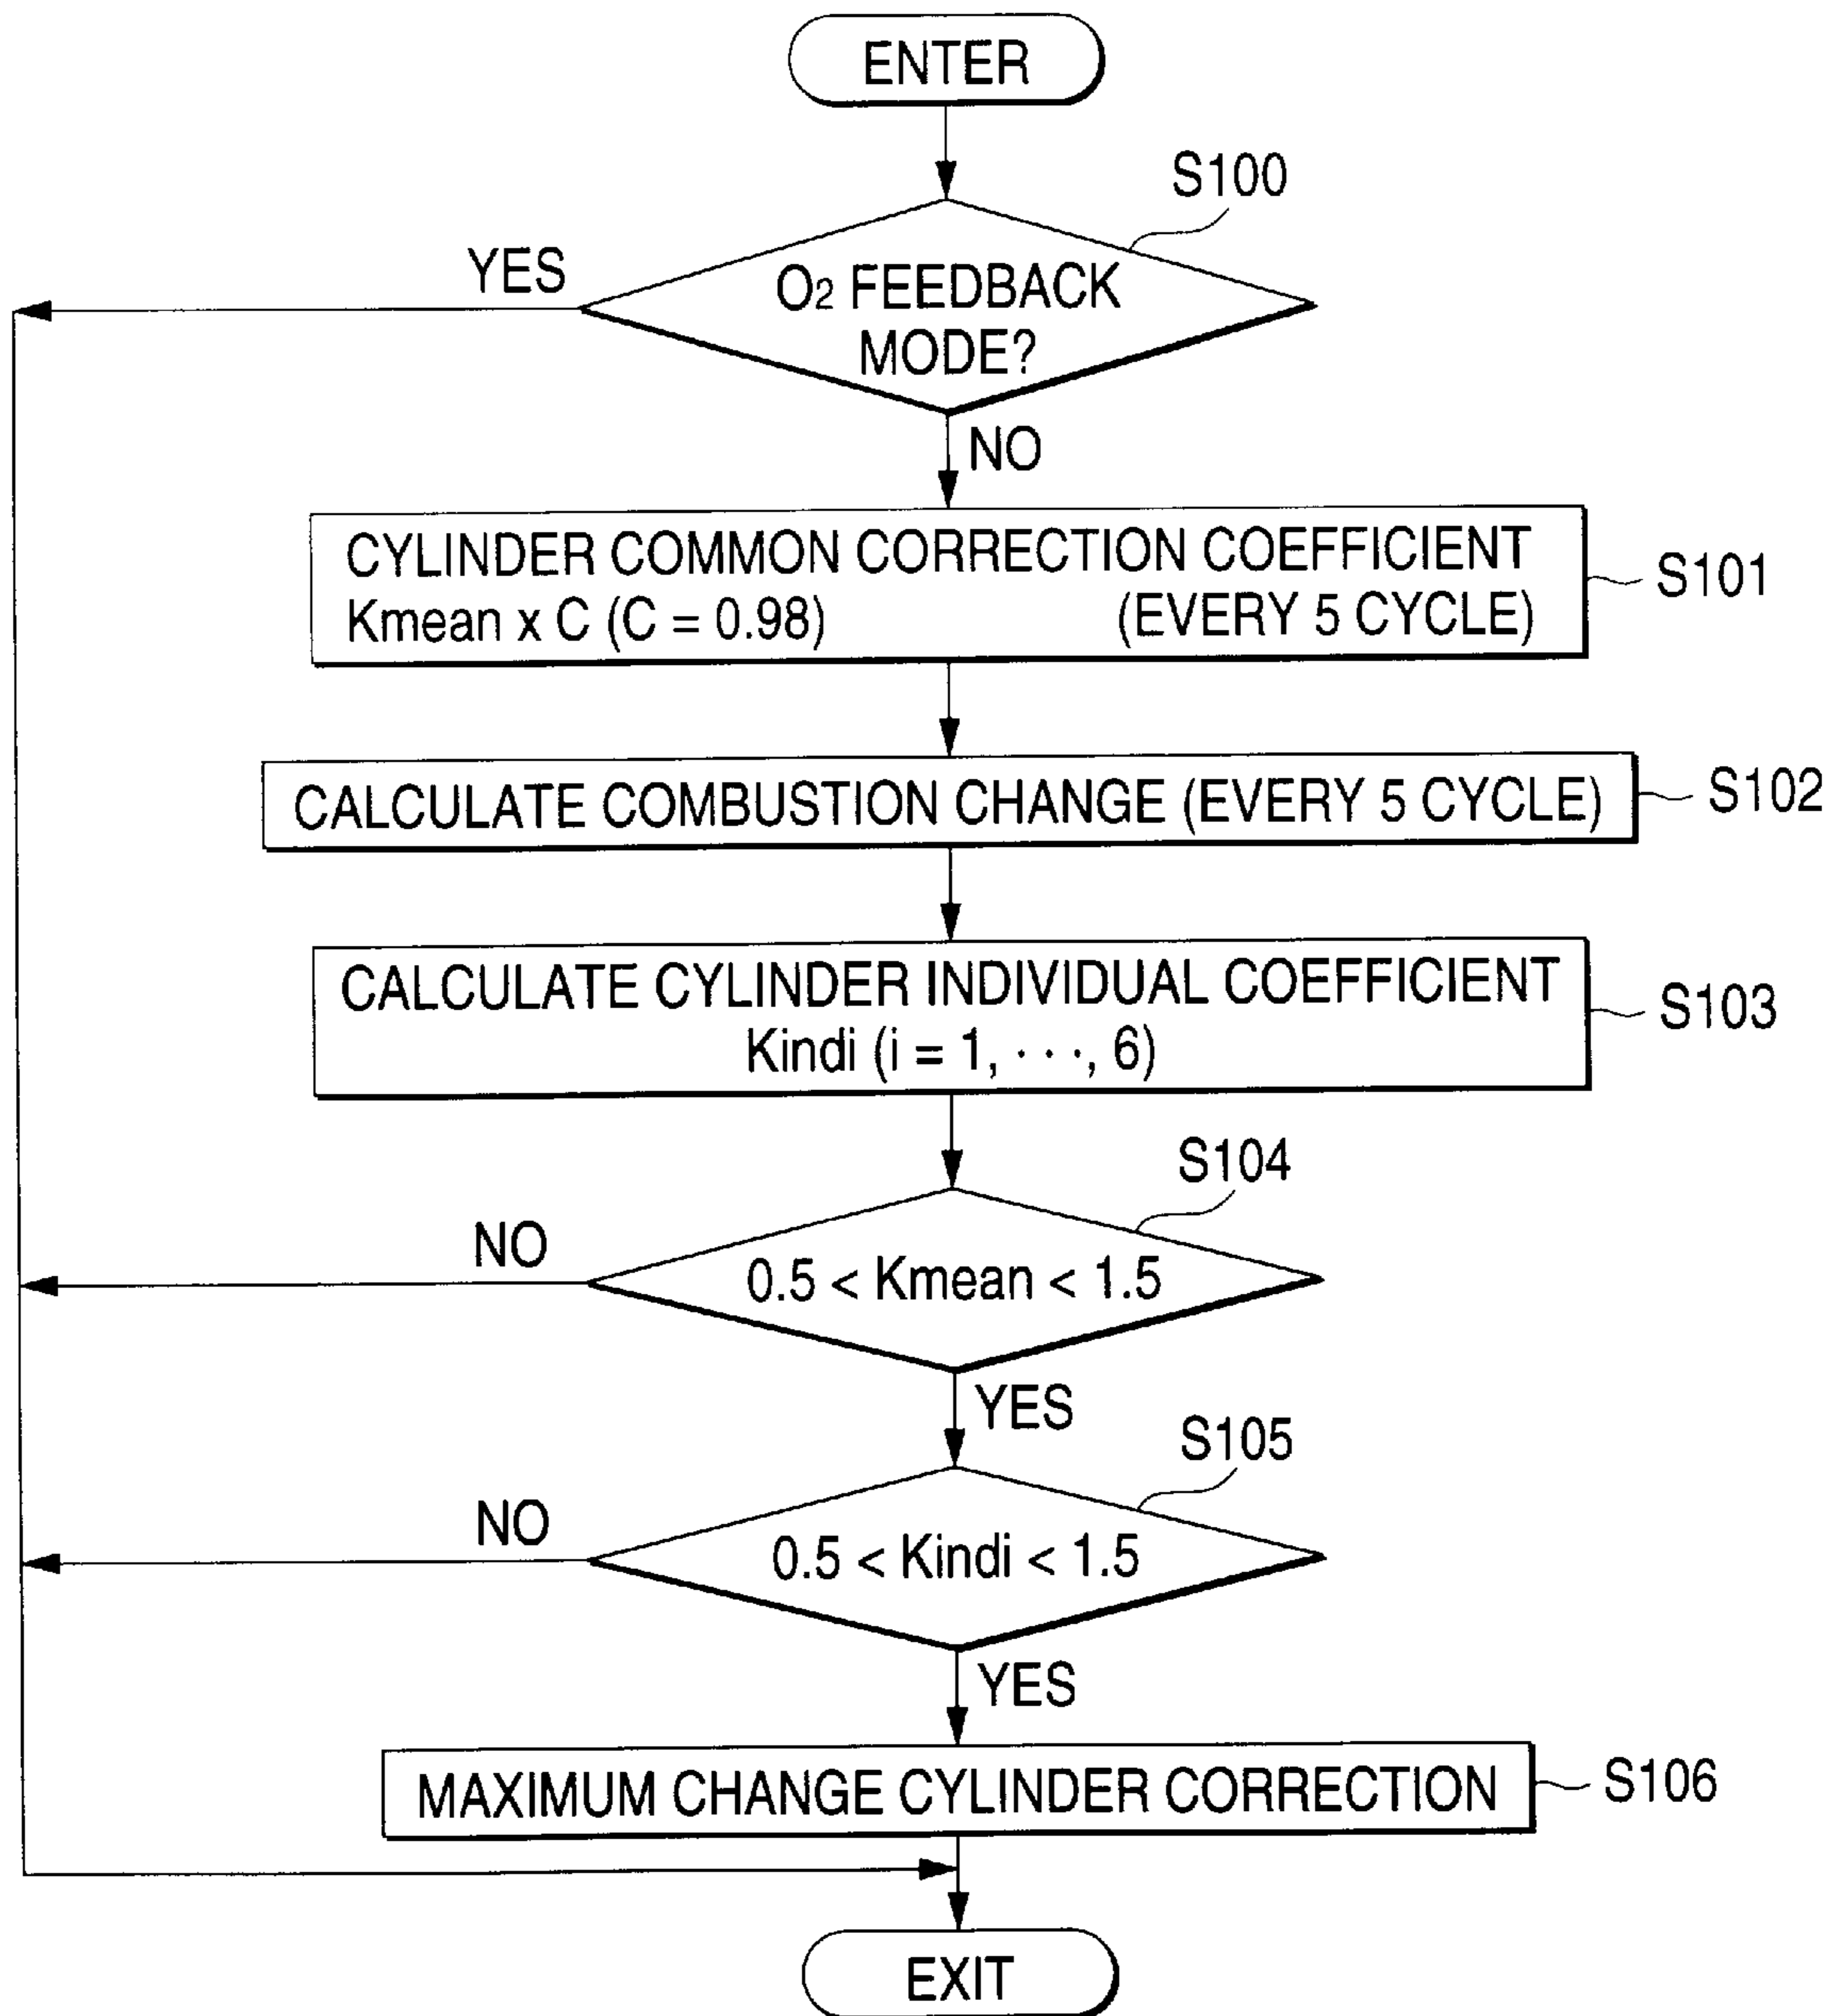 ENTER
S100
YES
O2 FEEDBACK
MODE?
NO
CYLINDER COMMON CORRECTION COEFFICIENT
Kmean x C (C = 0.98) (EVERY 5 CYCLE)
S101
CALCULATE COMBUSTION CHANGE (EVERY 5 CYCLE)
S102
CALCULATE CYLINDER INDIVIDUAL COEFFICIENT
Kindi (i = 1, · · ·, 6)
S103
S104
NO
0.5 < Kmean < 1.5
YES
S105
NO
0.5 < Kindi < 1.5
YES
MAXIMUM CHANGE CYLINDER CORRECTION
S106
EXIT